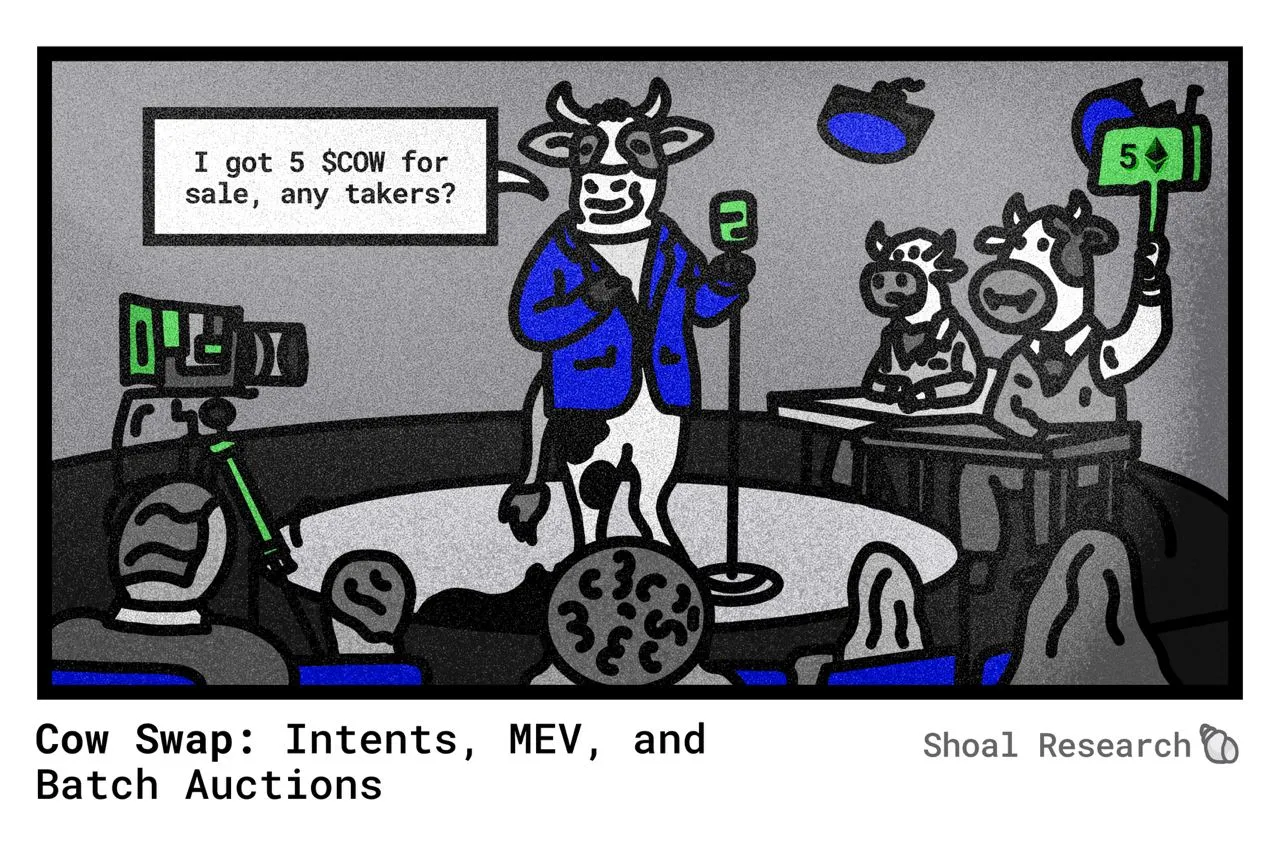 I got 5 $COW for
sale, any takers?
5
Cow Swap: Intents, MEV, and
Batch Auctions
Shoal Research